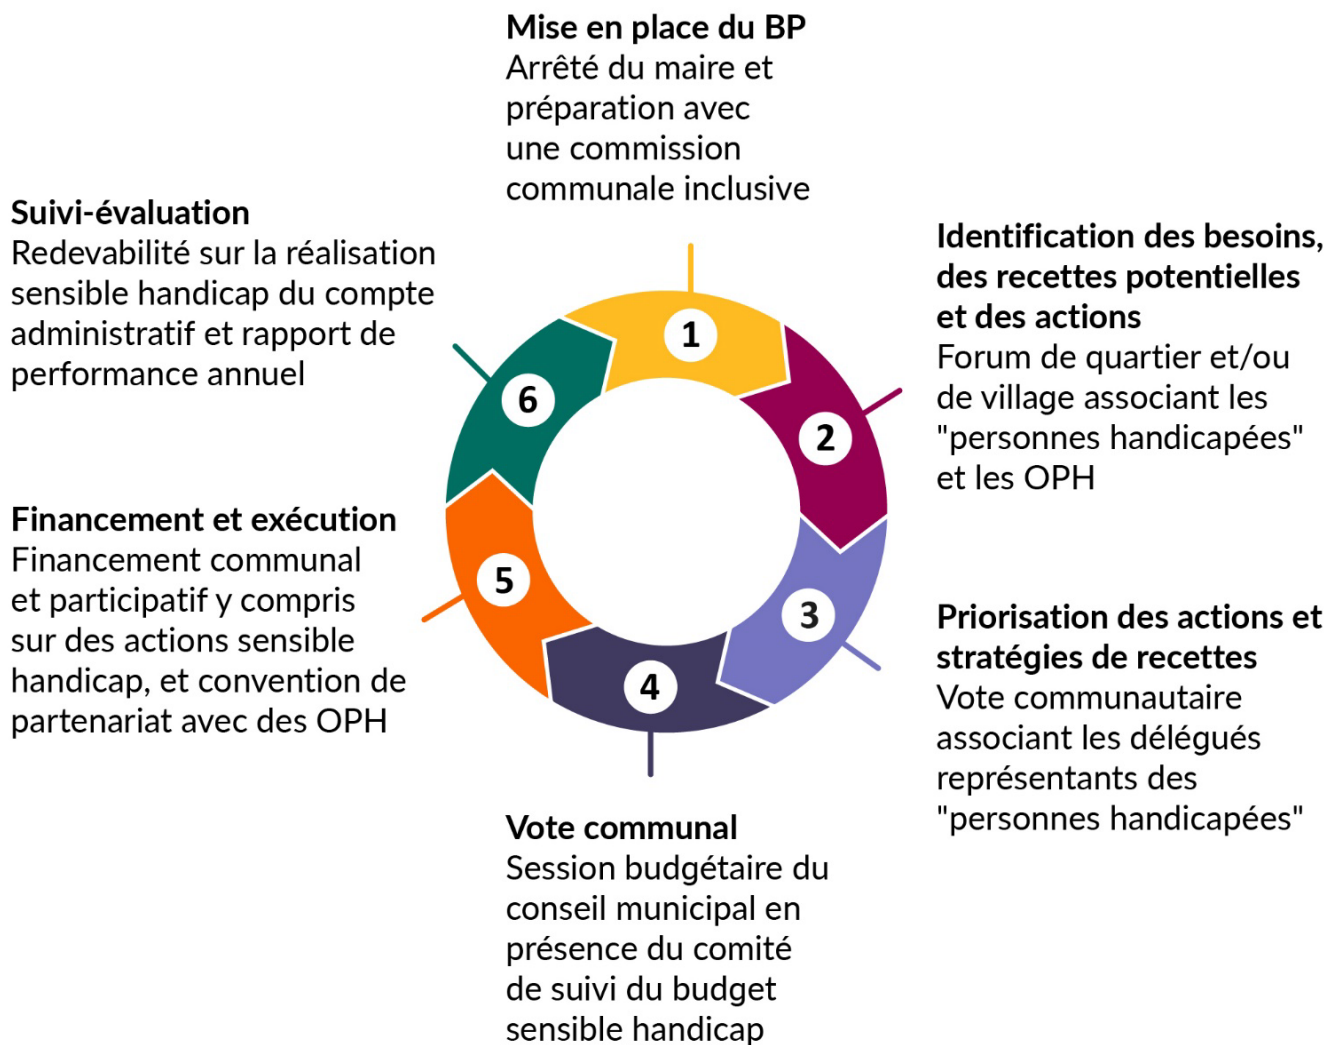 Mise en place du BP
Arrêté du maire et
préparation avec
une commission
communale inclusive
1
Identification des besoins,
des recettes potentielles
et des actions
Forum de quartier et/ou
de village associant les
"personnes handicapées"
et les OPH
2
Priorisation des actions et
stratégies de recettes
Vote communautaire
associant les délégués
représentants des
"personnes handicapées"
3
Vote communal
Session budgétaire du
conseil municipal en
présence du comité
de suivi du budget
sensible handicap
4
Financement et exécution
Financement communal
et participatif y compris
sur des actions sensible
handicap, et convention de
partenariat avec des OPH
5
Suivi-évaluation
Redevabilité sur la réalisation
sensible handicap du compte
administratif et rapport de
performance annuel
6